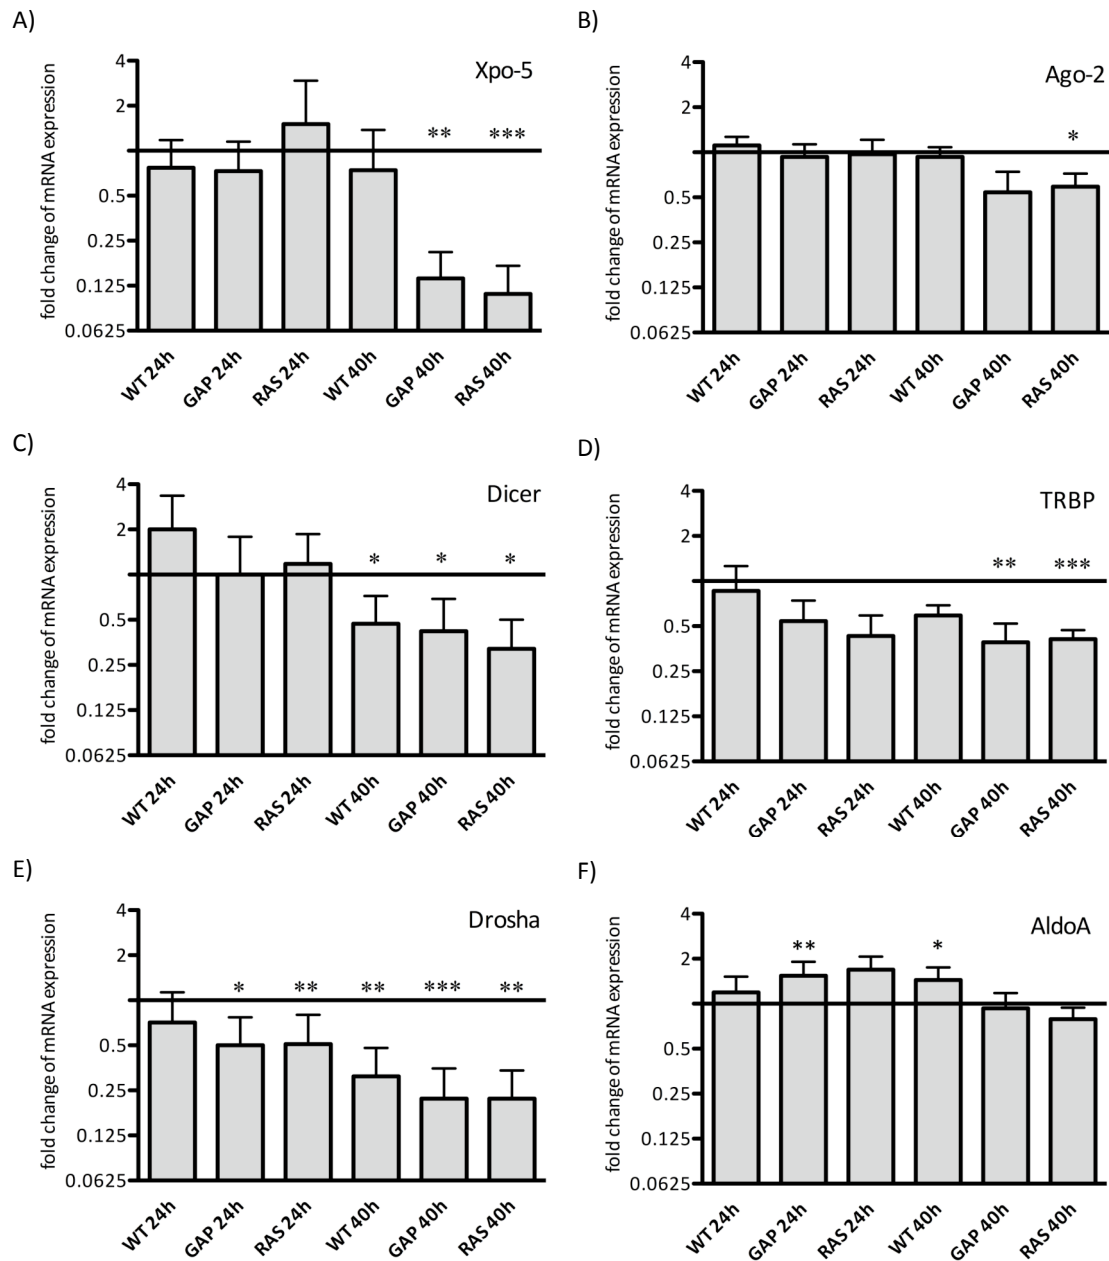 A)
fold change of mRNA expression
4
2
0.5
0.25
0.125
0.0625
Xpo-5
** ***
WT 24h GAP 24h RAS 24h WT 40h GAP 40h RAS 40h
B)
fold change of mRNA expression
4
2
0.5
0.25
0.125
0.0625
Ago-2
*
WT 24h GAP 24h RAS 24h WT 40h GAP 40h RAS 40h
C)
fold change of mRNA expression
4
2
0.5
0.25
0.125
0.0625
Dicer
* * *
WT 24h GAP 24h RAS 24h WT 40h GAP 40h RAS 40h
D)
fold change of mRNA expression
4
2
0.5
0.25
0.125
0.0625
TRBP
** ***
WT 24h GAP 24h RAS 24h WT 40h GAP 40h RAS 40h
E)
fold change of mRNA expression
4
2
0.5
0.25
0.125
0.0625
Drosha
* ** ** *** **
WT 24h GAP 24h RAS 24h WT 40h GAP 40h RAS 40h
F)
fold change of mRNA expression
4
2
0.5
0.25
0.125
0.0625
AldoA
** *
WT 24h GAP 24h RAS 24h WT 40h GAP 40h RAS 40h